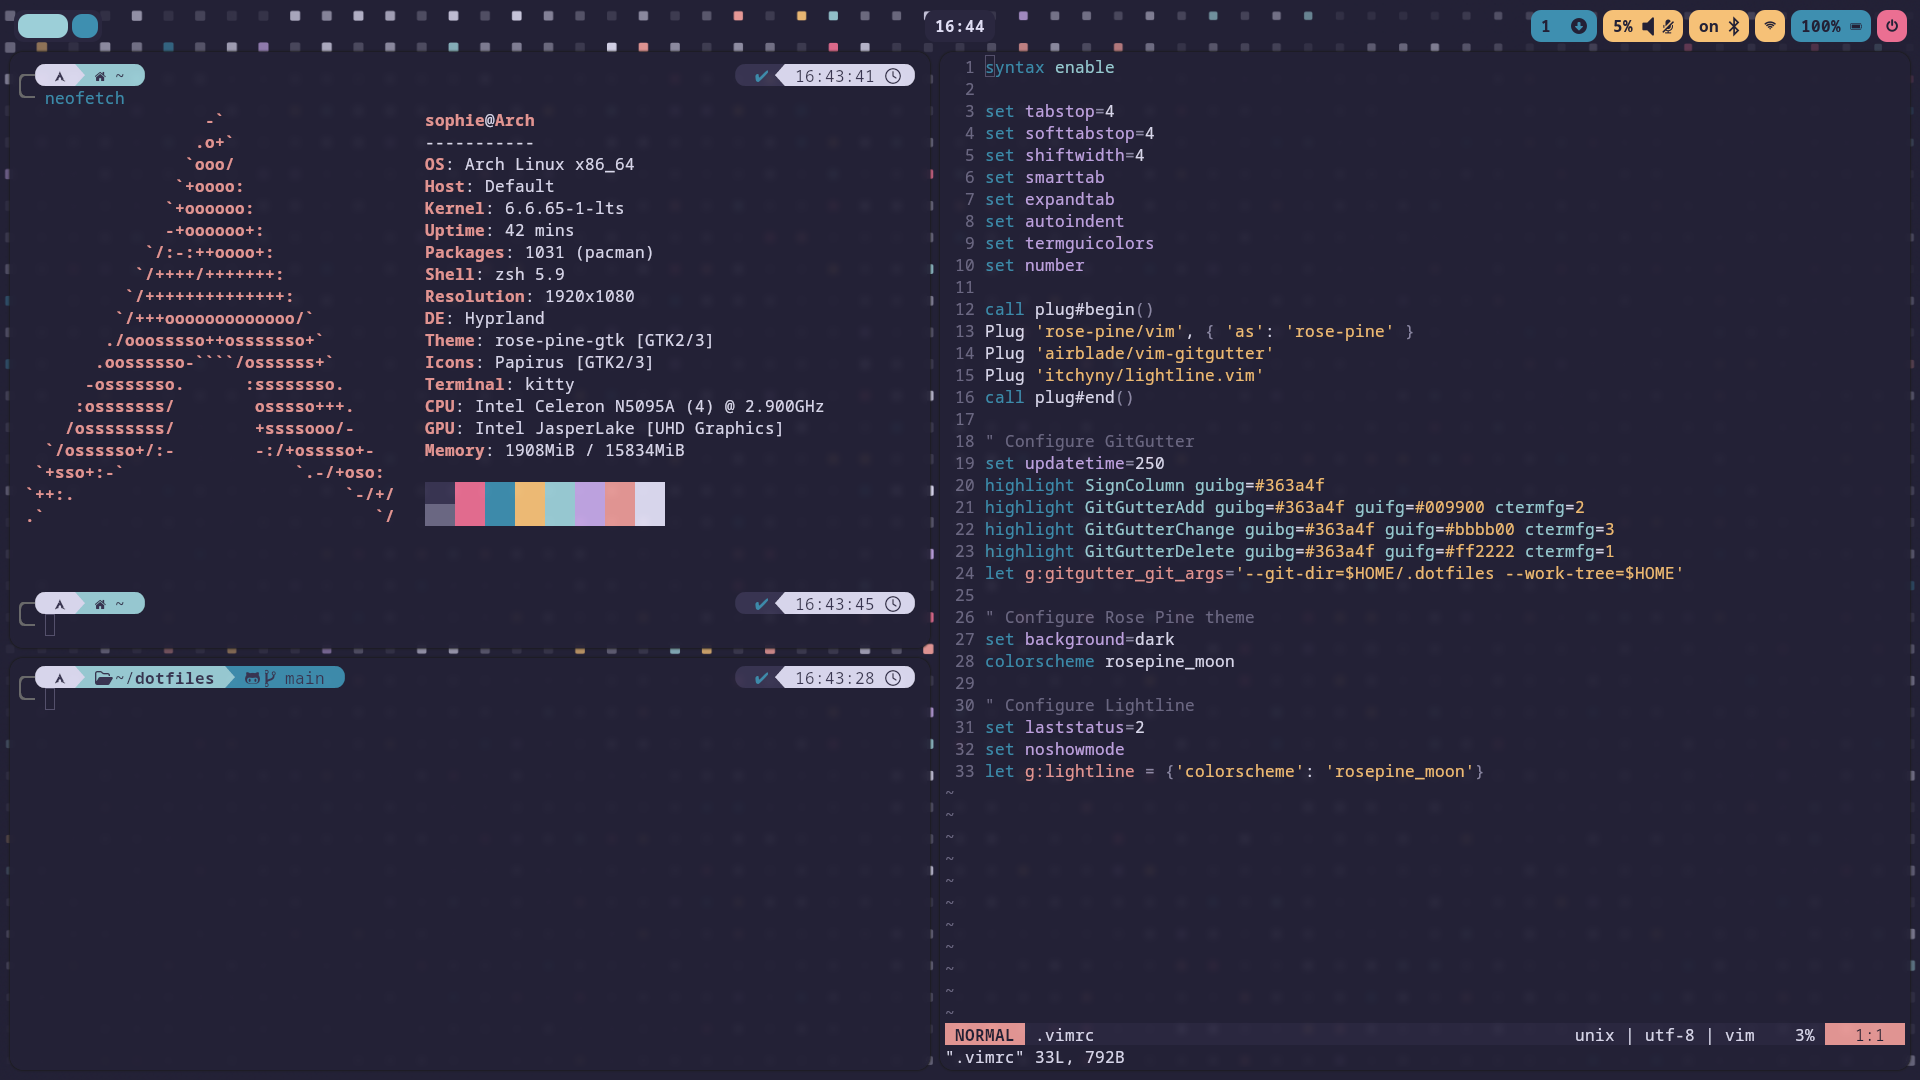 16:44
1
5%
on
100%
~
16:43:41
neofetch
-`
.o+`
`ooo/
`+oooo:
`+oooooo:
-+oooooo+:
`/:-:++oooo+:
`/++++/+++++++:
`/++++++++++++++:
`/+++ooooooooooooo/`
./ooosssso++osssssso+`
.oossssso-````/ossssss+`
-osssssso.      :ssssssso.
:osssssss/        osssso+++.
/ossssssss/        +ssssooo/-
`/ossssso+/:-        -:/+osssso+-
`+sso+:-`                 `.-/+oso:
`++:.                           `-/+/
.`                                 `/
sophie@Arch
-----------
OS: Arch Linux x86_64
Host: Default
Kernel: 6.6.65-1-lts
Uptime: 42 mins
Packages: 1031 (pacman)
Shell: zsh 5.9
Resolution: 1920x1080
DE: Hyprland
Theme: rose-pine-gtk [GTK2/3]
Icons: Papirus [GTK2/3]
Terminal: kitty
CPU: Intel Celeron N5095A (4) @ 2.900GHz
GPU: Intel JasperLake [UHD Graphics]
Memory: 1908MiB / 15834MiB
~
16:43:45
~/dotfiles main
16:43:28
1 syntax enable
2
3 set tabstop=4
4 set softtabstop=4
5 set shiftwidth=4
6 set smarttab
7 set expandtab
8 set autoindent
9 set termguicolors
10 set number
11
12 call plug#begin()
13 Plug 'rose-pine/vim', { 'as': 'rose-pine' }
14 Plug 'airblade/vim-gitgutter'
15 Plug 'itchyny/lightline.vim'
16 call plug#end()
17
18 " Configure GitGutter
19 set updatetime=250
20 highlight SignColumn guibg=#363a4f
21 highlight GitGutterAdd guibg=#363a4f guifg=#009900 ctermfg=2
22 highlight GitGutterChange guibg=#363a4f guifg=#bbbb00 ctermfg=3
23 highlight GitGutterDelete guibg=#363a4f guifg=#ff2222 ctermfg=1
24 let g:gitgutter_git_args='--git-dir=$HOME/.dotfiles --work-tree=$HOME'
25
26 " Configure Rose Pine theme
27 set background=dark
28 colorscheme rosepine_moon
29
30 " Configure Lightline
31 set laststatus=2
32 set noshowmode
33 let g:lightline = {'colorscheme': 'rosepine_moon'}
~
~
~
~
~
~
~
~
~
~
~
NORMAL .vimrc unix | utf-8 | vim 3% 1:1
".vimrc" 33L, 792B